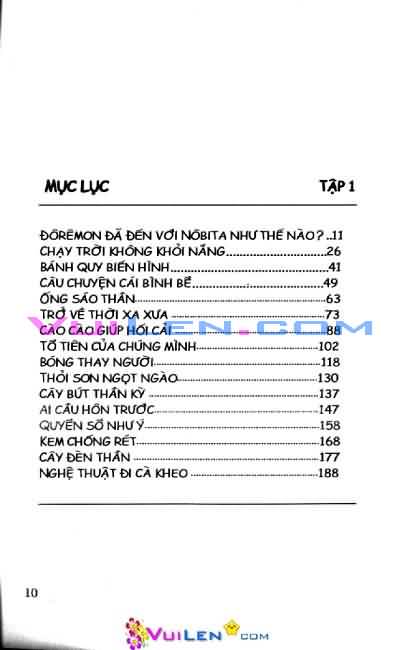 MỤC LỤC TẬP 1
ĐÔRÊMON ĐÃ ĐẾN VỚI NÔBITA NHƯ THẾ NÀO? ..11
CHẠY TRỜI KHÔNG KHỎI NẮNG..............................26
BÁNH QUY BIẾN HÌNH..............................41
CÂU CHUYỆN CÁI BÌNH BỂ..............................49
ỐNG SÁO THẦN..............................63
TRỞ VỀ THỜI XA XƯA..............................73
CÀO CÀO GIÚP HỐI CẢI..............................88
TỔ TIÊN CỦA CHÚNG MÌNH..............................102
BÓNG THAY NGƯỜI..............................118
THỎI SON NGỌT NGÀO..............................130
CÂY BÚT THẦN KỲ..............................137
AI CẦU HÔN TRƯỚC..............................147
QUYỂN SỔ NHƯ Ý..............................158
KEM CHỐNG RÉT..............................168
CÂY ĐÈN THẦN..............................177
NGHỆ THUẬT ĐI CÀ KHEO..............................188
VUILEN.COM
10
VUILEN.COM